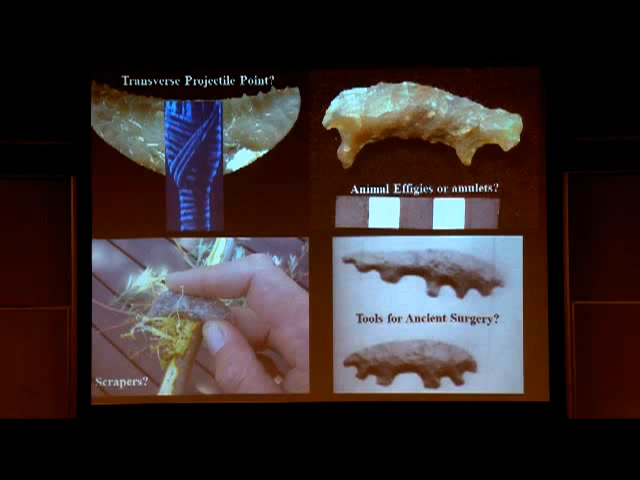 Transverse Projectile Point?
Animal Effigies or amulets?
Tools for Ancient Surgery?
Scrapers?